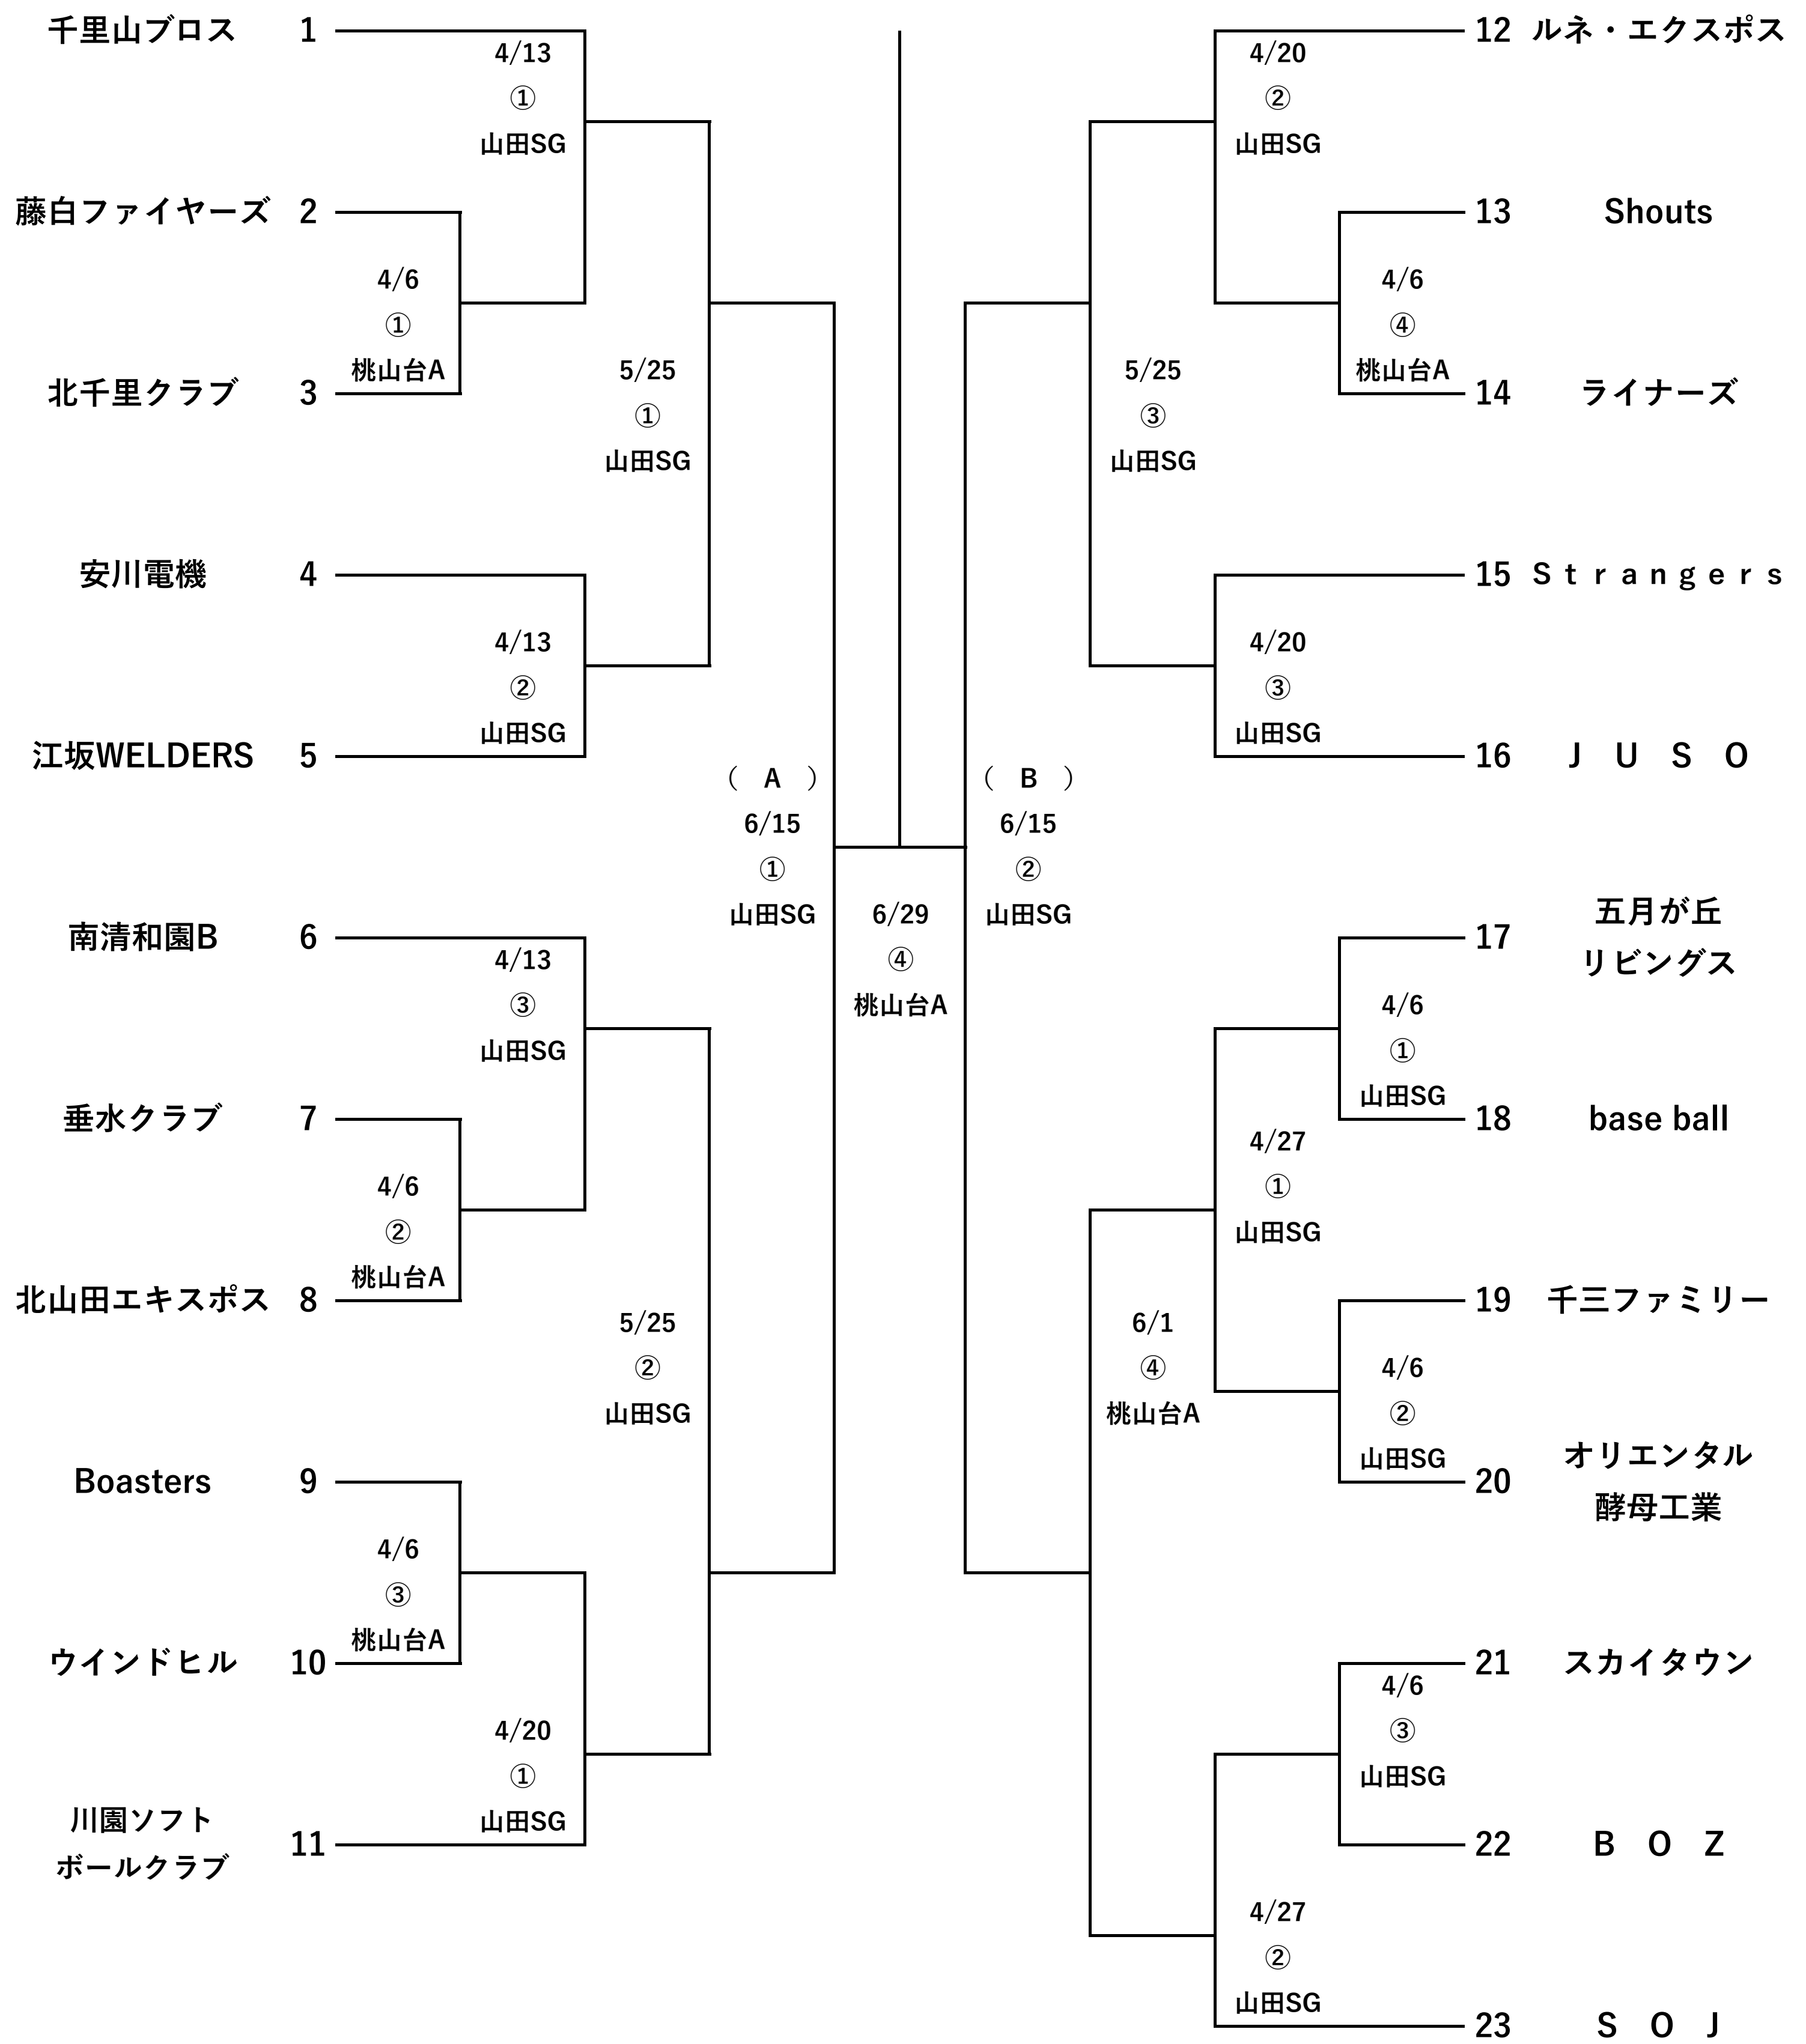 千里山ブロス 1
4/13
①
山田SG
藤白ファイヤーズ 2
4/6
①
桃山台A
北千里クラブ 3
5/25
①
山田SG
安川電機 4
4/13
②
山田SG
江坂WELDERS 5
（ A ）
6/15
①
山田SG
南清和園B 6
4/13
③
山田SG
垂水クラブ 7
4/6
②
桃山台A
北山田エキスポス 8
5/25
②
山田SG
Boasters 9
4/6
③
桃山台A
ウインドヒル 10
4/20
①
山田SG
川園ソフト
ボールクラブ
11
6/29
④
桃山台A
12 ルネ・エクスポス
4/20
②
山田SG
13 Shouts
4/6
④
桃山台A
14 ライナーズ
5/25
③
山田SG
15 Ｓｔｒａｎｇｅｒｓ
4/20
③
山田SG
16 J U S O
（ B ）
6/15
②
山田SG
17
五月が丘
リビングス
4/6
①
山田SG
18 base ball
4/27
①
山田SG
19 千三ファミリー
4/6
②
山田SG
20
オリエンタル
酵母工業
6/1
④
桃山台A
21 スカイタウン
4/6
③
山田SG
22 B O Z
4/27
②
山田SG
23 S O J